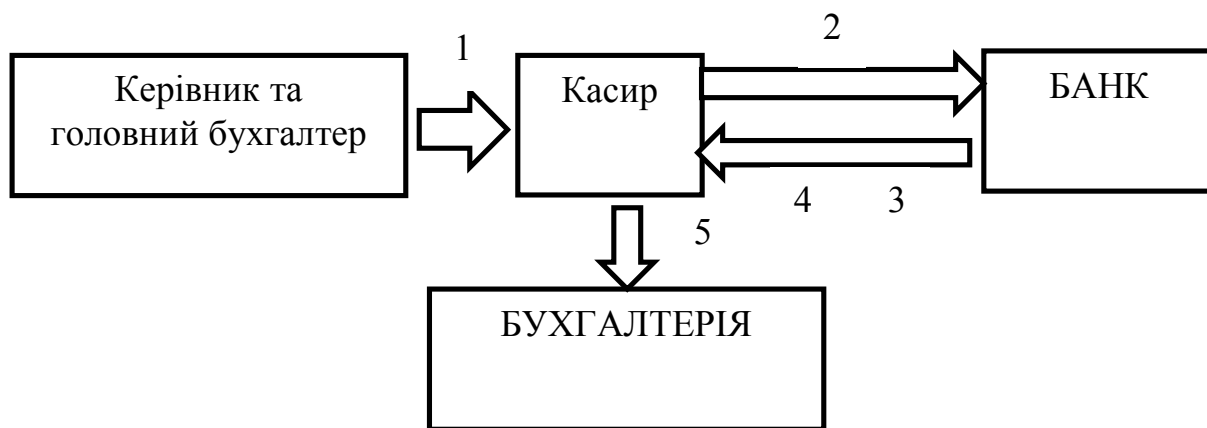 1
2
Керівник та
головний бухгалтер
Касир
БАНК
4
3
5
БУХГАЛТЕРІЯ